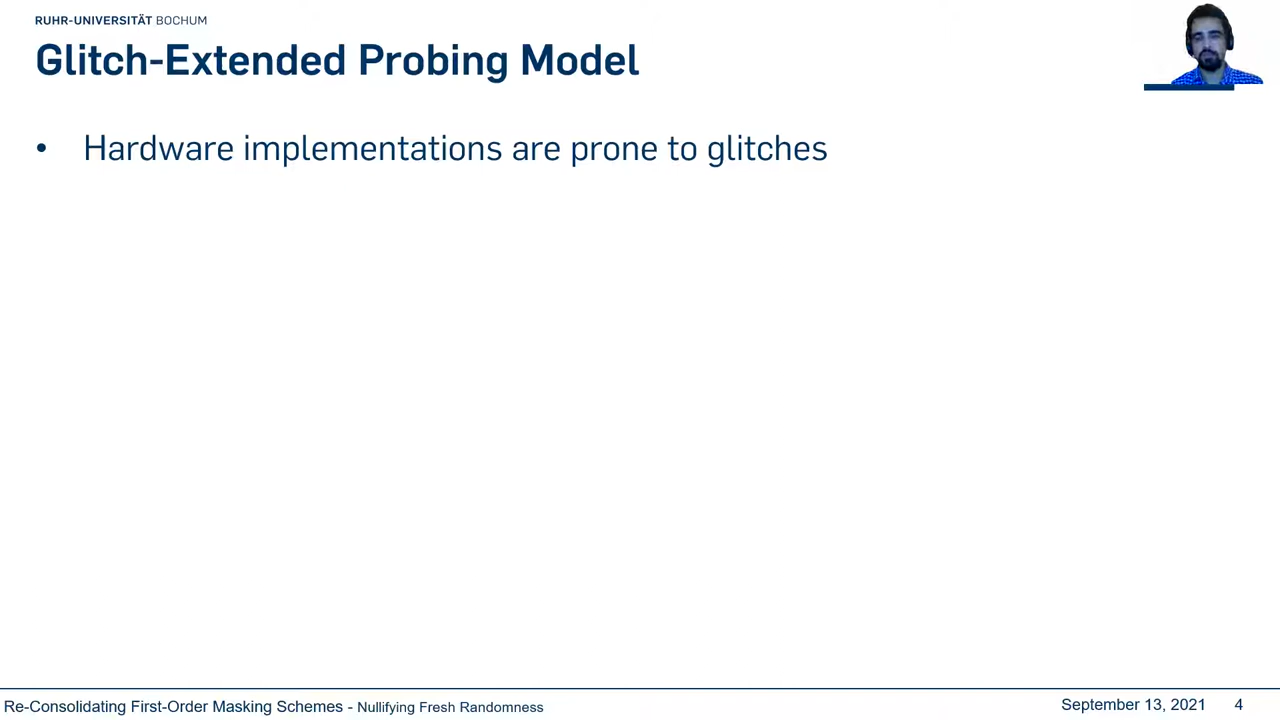 RUHR-UNIVERSITÄT BOCHUM
Glitch-Extended Probing Model
• Hardware implementations are prone to glitches
Re-Consolidating First-Order Masking Schemes - Nullifying Fresh Randomness
September 13, 2021 4